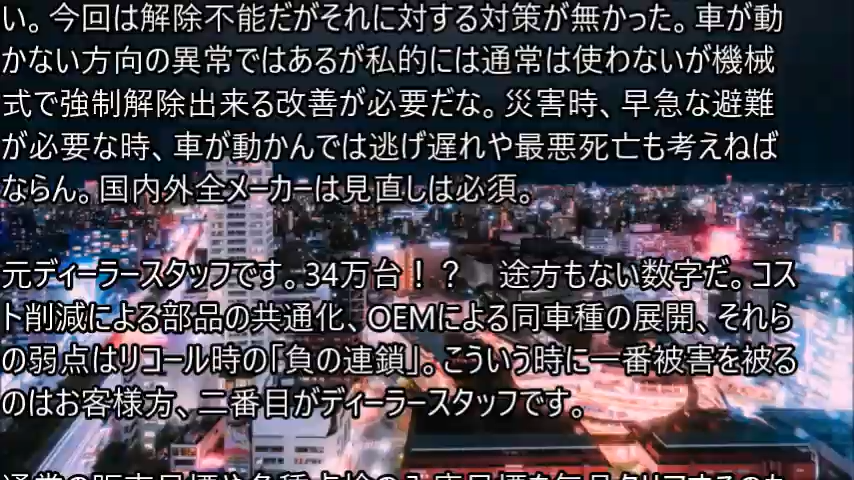 い。今回は解除不能だがそれに対する対策が無かった。車が動
かない方向の異常ではあるが私的には通常は使わないが機械
式で強制解除出来る改善が必要だな。災害時、早急な避難
が必要な時、車が動かんでは逃げ遅れや最悪死亡も考えねば
ならん。国内外全メーカーは見直しは必須。
元ディーラースタッフです。34万台！？　途方もない数字だ。コス
ト削減による部品の共通化、OEMによる同車種の展開、それら
の弱点はリコール時の「負の連鎖」。こういう時に一番被害を被る
のはお客様方、二番目がディーラースタッフです。